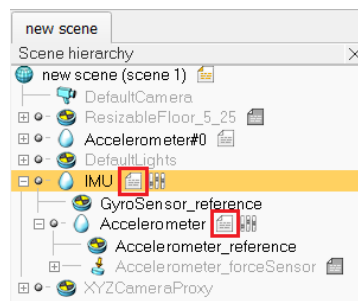 new scene
Scene hierarchy
new scene (scene 1)
DefaultCamera
ResizableFloor_5_25
Accelerometer#0
DefaultLights
IMU
GyroSensor_reference
Accelerometer
Accelerometer_reference
Accelerometer_forceSensor
XYZCameraProxy